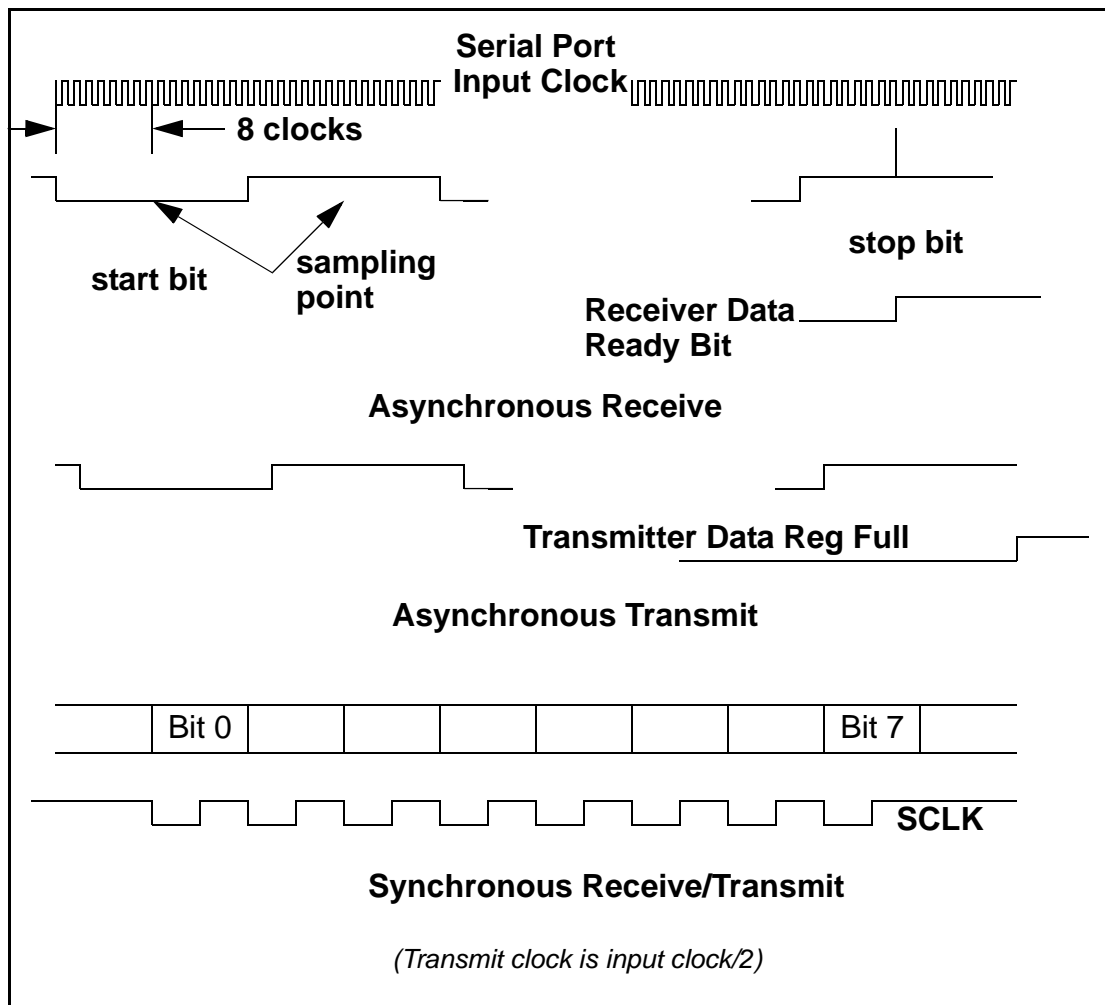 Serial Port
Input Clock
8 clocks
start bit
sampling
point
stop bit
Receiver Data
Ready Bit
Asynchronous Receive
Transmitter Data Reg Full
Asynchronous Transmit
Bit 0
Bit 7
SCLK
Synchronous Receive/Transmit
(Transmit clock is input clock/2)